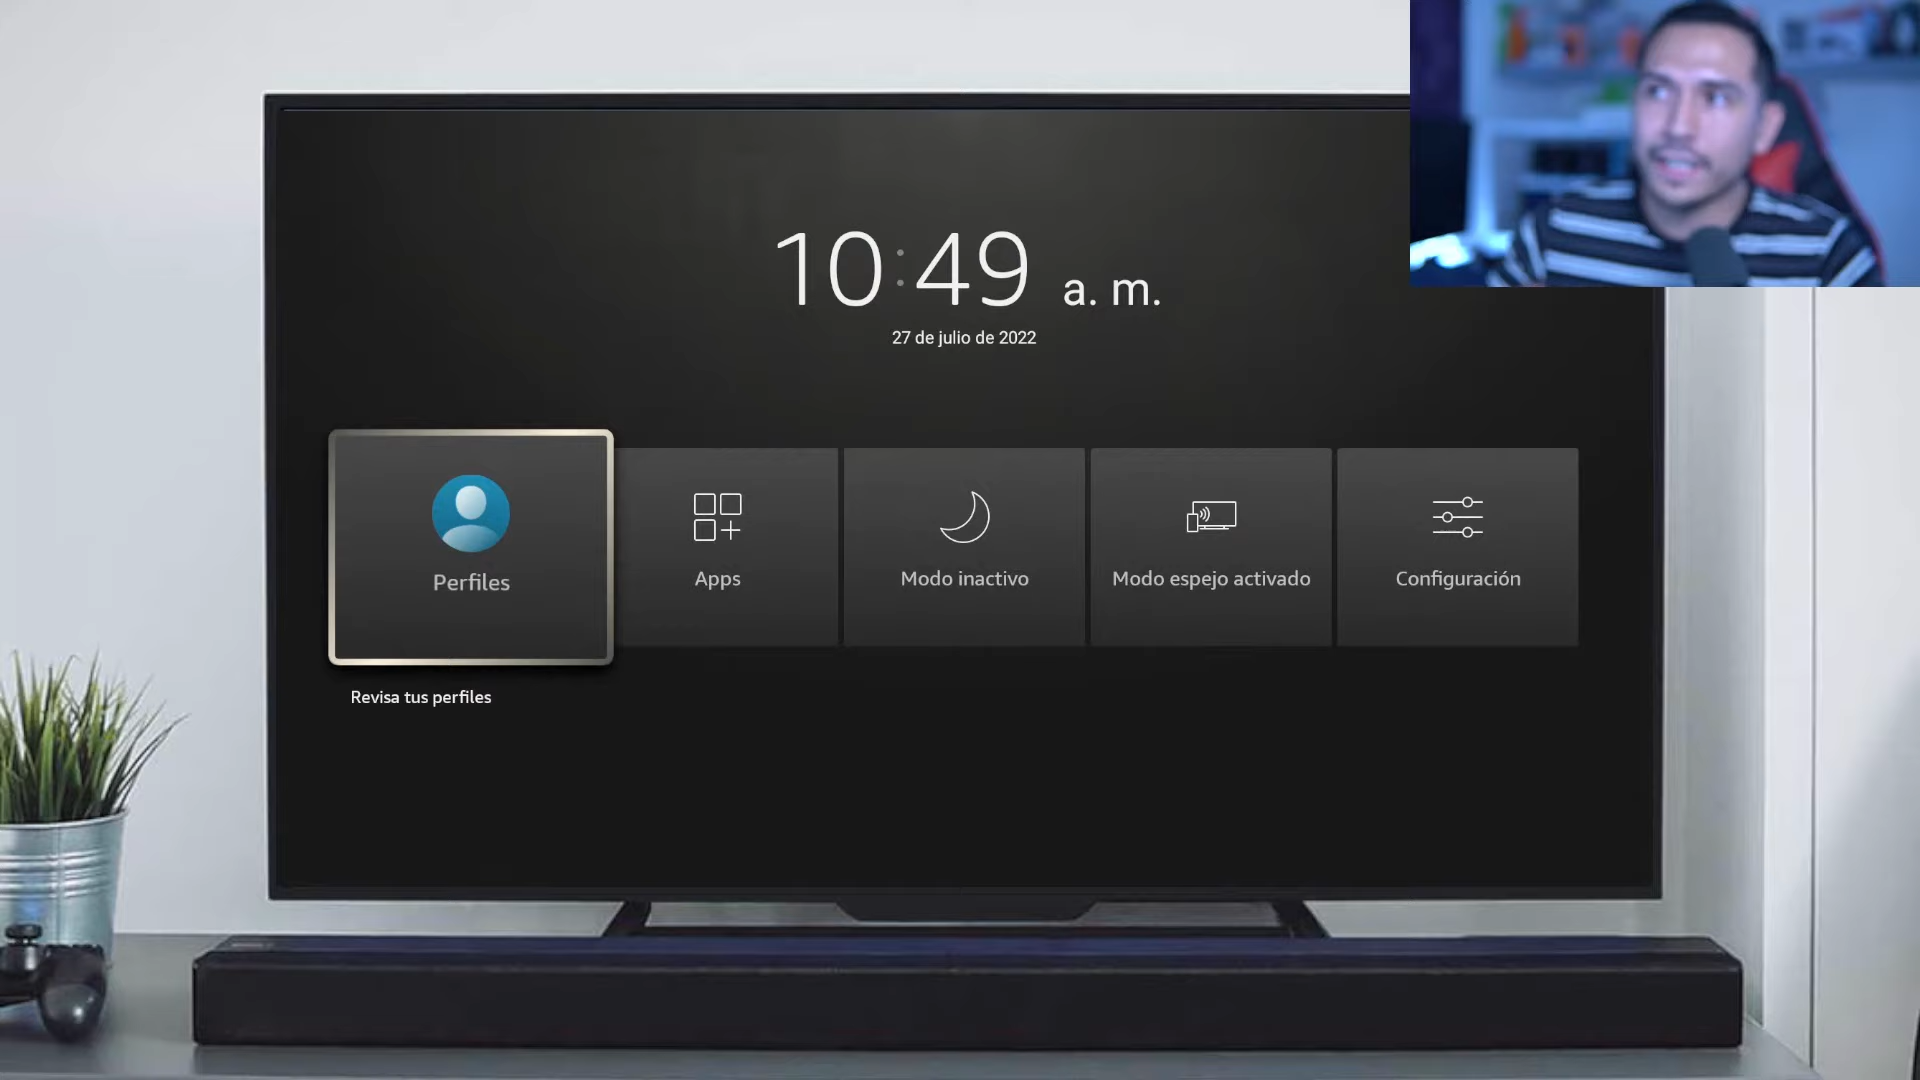 10:49 a. m.
27 de julio de 2022
Perfiles
Apps
Modo inactivo
Modo espejo activado
Configuración
Revisa tus perfiles